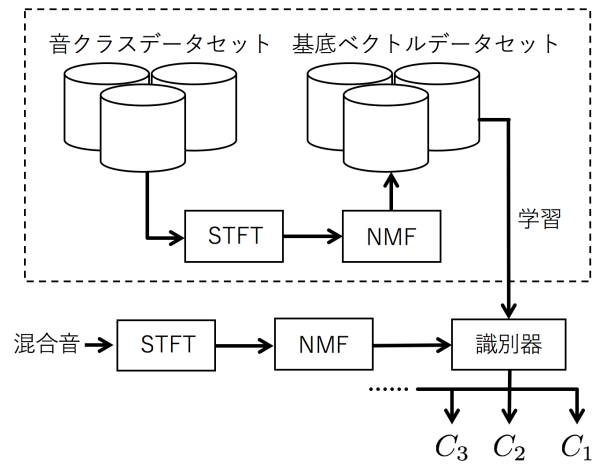 音クラスデータセット
基底ベクトルデータセット
STFT
NMF
学習
混合音
STFT
NMF
識別器
......
C3 C2 C1